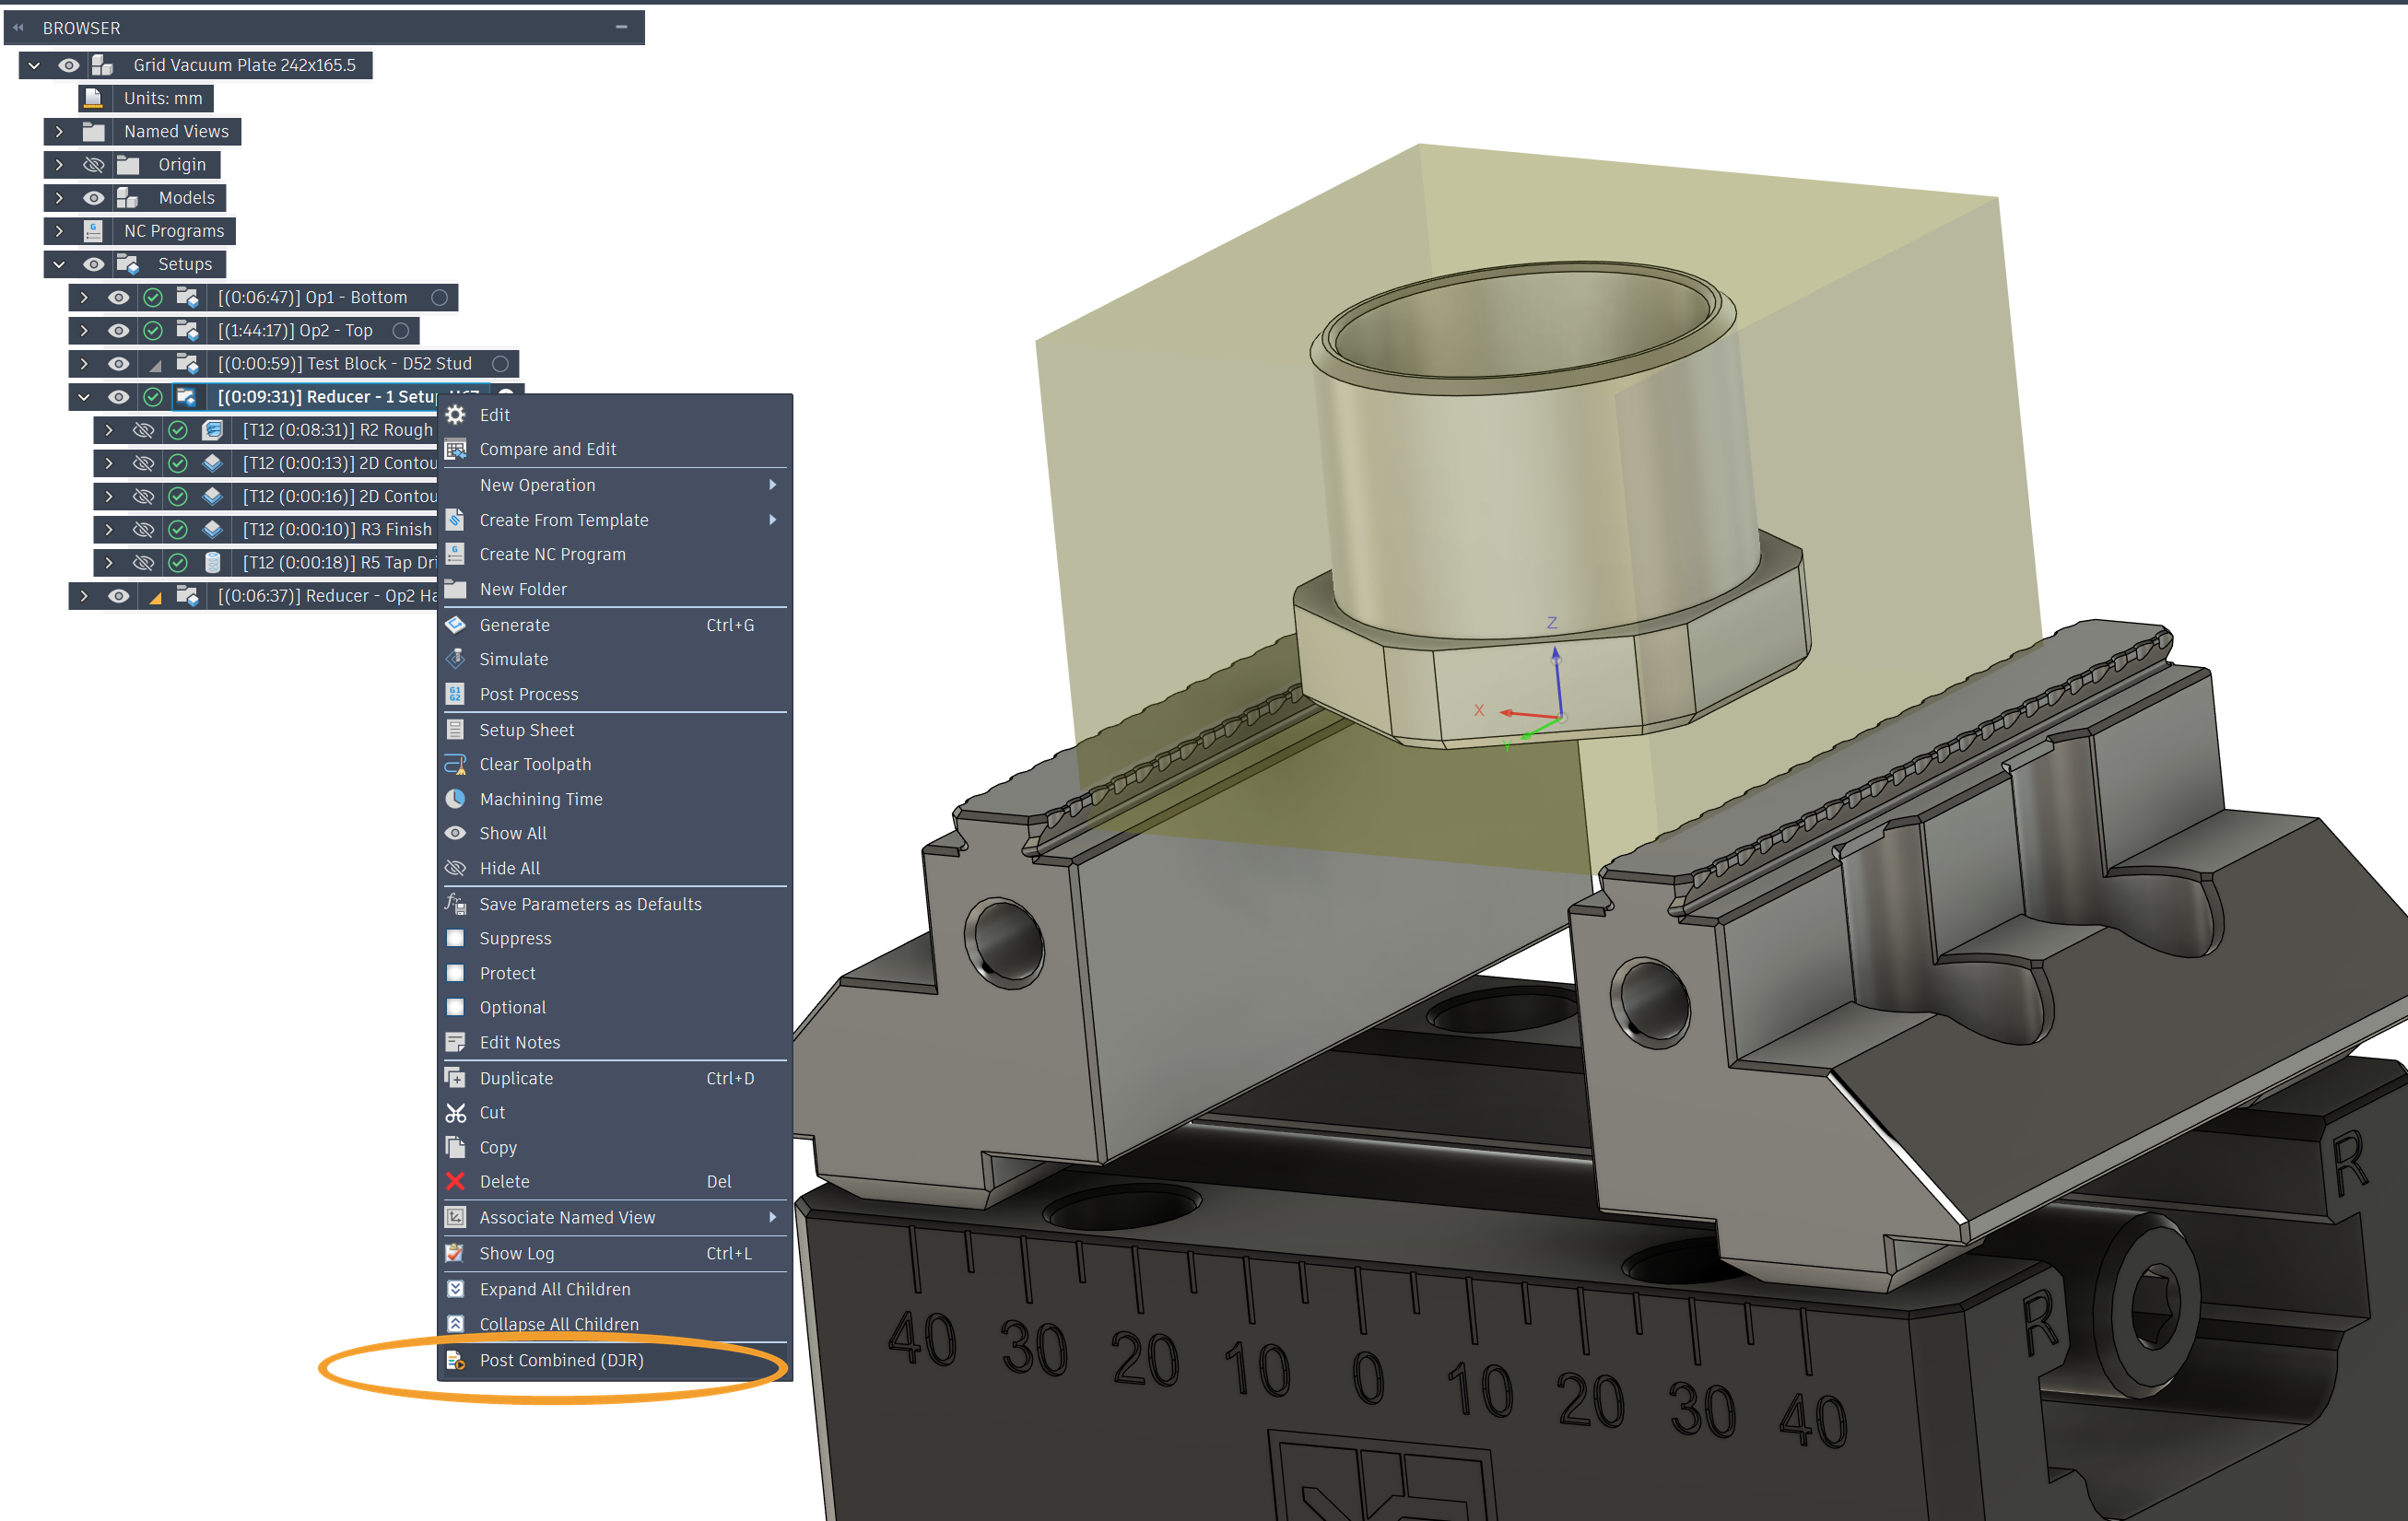 BROWSER
Grid Vacuum Plate 242x165.5
Units: mm
Named Views
Origin
Models
NC Programs
Setups
[(0:06:47)] Op1 - Bottom
[(1:44:17)] Op2 - Top
[(0:00:59)] Test Block - D52 Stud
[(0:09:31)] Reducer - 1 Setu
[T12 (0:08:31)] R2 Rough
[T12 (0:00:13)] 2D Contou
[T12 (0:00:16)] 2D Contou
[T12 (0:00:10)] R3 Finish
[T12 (0:00:18)] R5 Tap Dri
[(0:06:37)] Reducer - Op2 Ha
Edit
Compare and Edit
New Operation
Create From Template
Create NC Program
New Folder
Generate Ctrl+G
Simulate
Post Process
Setup Sheet
Clear Toolpath
Machining Time
Show All
Hide All
Save Parameters as Defaults
Suppress
Protect
Optional
Edit Notes
Duplicate Ctrl+D
Cut
Copy
Delete Del
Associate Named View
Show Log Ctrl+L
Expand All Children
Collapse All Children
Post Combined (DJR)
Z
X
Y
R
R
40 30 20 10 0 10 20 30 40